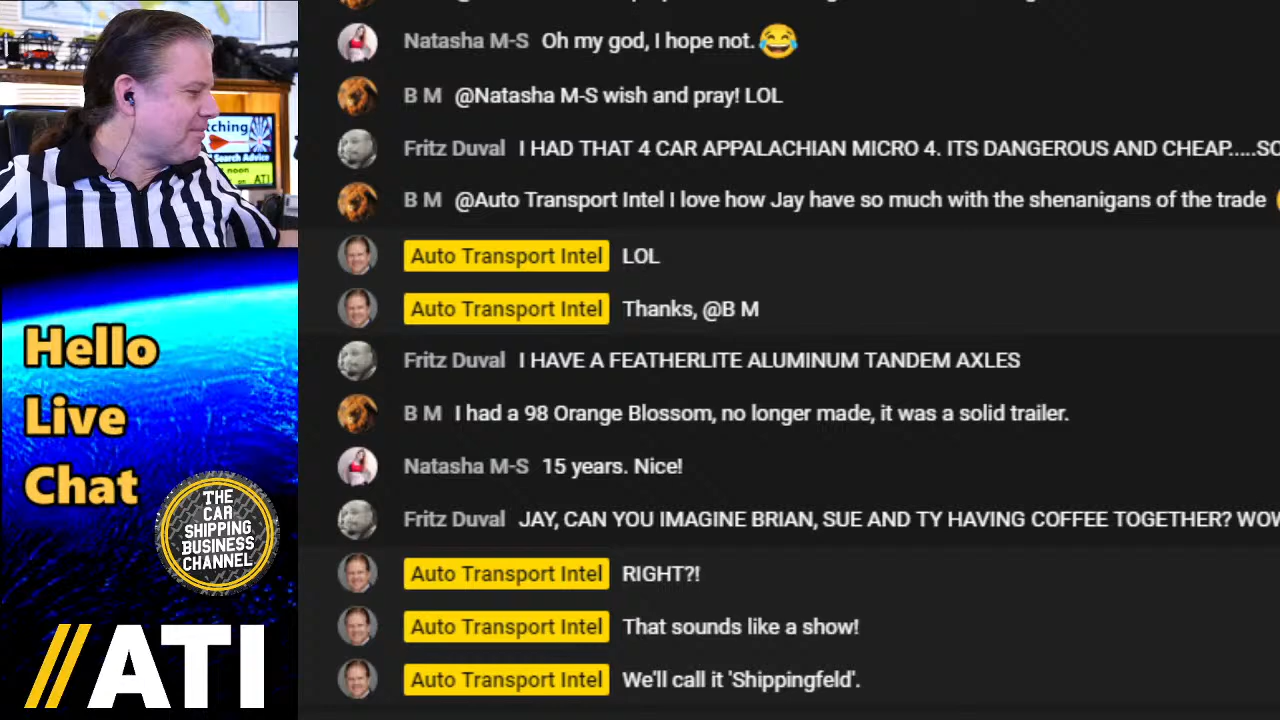 Natasha M-S Oh my god, I hope not.😂
B M @Natasha M-S wish and pray! LOL
Fritz Duval I HAD THAT 4 CAR APPALACHIAN MICRO 4. ITS DANGEROUS AND CHEAP.....SO
B M @Auto Transport Intel I love how Jay have so much with the shenanigans of the trade
Auto Transport Intel LOL
Auto Transport Intel Thanks, @B M
Fritz Duval I HAVE A FEATHERLITE ALUMINUM TANDEM AXLES
B M I had a 98 Orange Blossom, no longer made, it was a solid trailer.
Natasha M-S 15 years. Nice!
Fritz Duval JAY, CAN YOU IMAGINE BRIAN, SUE AND TY HAVING COFFEE TOGETHER? WOW
Auto Transport Intel RIGHT?!
Auto Transport Intel That sounds like a show!
Auto Transport Intel We'll call it 'Shippingfeld'.
tching
Search Advice
noon
ATI
Hello
Live
Chat
THE
CAR
SHIPPING
BUSINESS
CHANNEL
//ATI